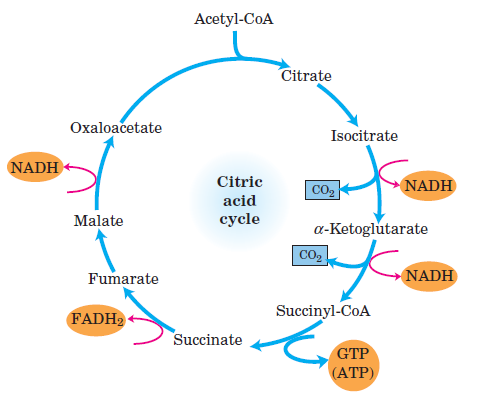 Acetyl-CoA
Citrate
Oxaloacetate
Isocitrate
NADH
Citric
acid
cycle
CO₂
NADH
Malate
α-Ketoglutarate
CO₂
Fumarate
NADH
Succinyl-CoA
FADH₂
Succinate
GTP
(ATP)